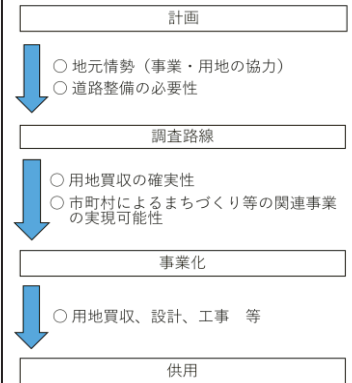 計画
○ 地元情勢（事業・用地の協力）
○ 道路整備の必要性
調査路線
○ 用地買収の確実性
○ 市町村によるまちづくり等の関連事業
の実現可能性
事業化
○ 用地買収、設計、工事　等
供用